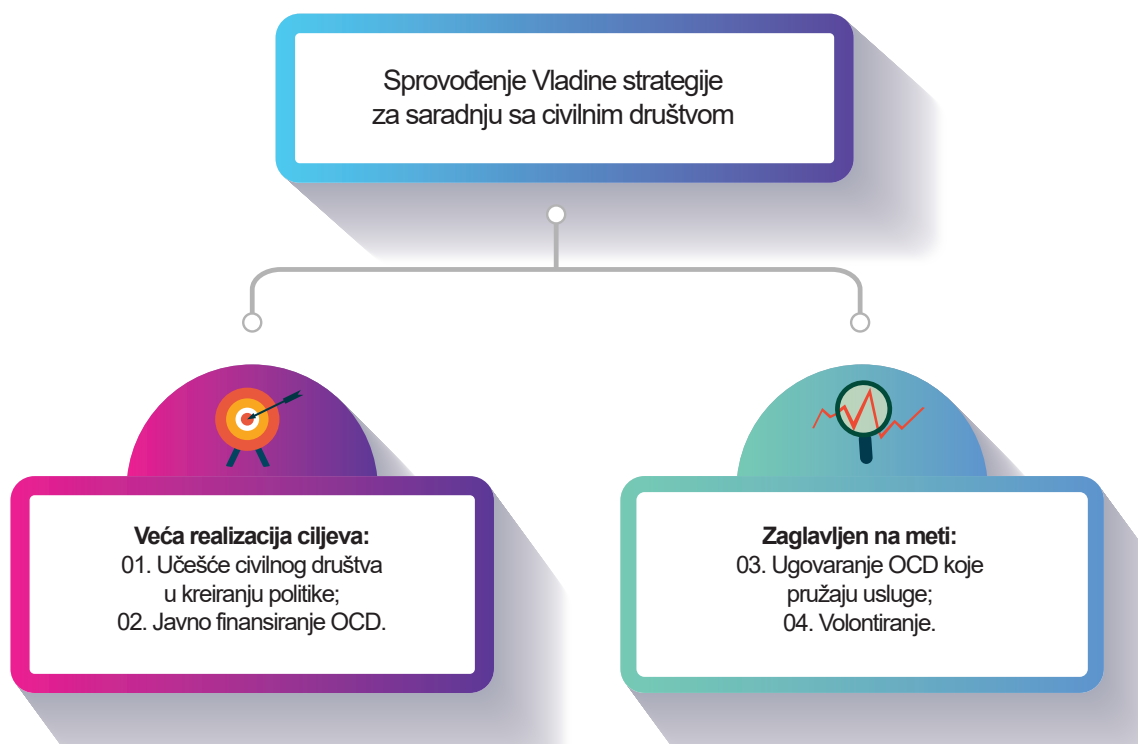 Sprovođenje Vladine strategije
za saradnju sa civilnim društvom
Veća realizacija ciljeva:
01. Učešće civilnog društva
u kreiranju politike;
02. Javno finansiranje OCD.
Zaglavljen na meti:
03. Ugovaranje OCD koje
pružaju usluge;
04. Volontiranje.